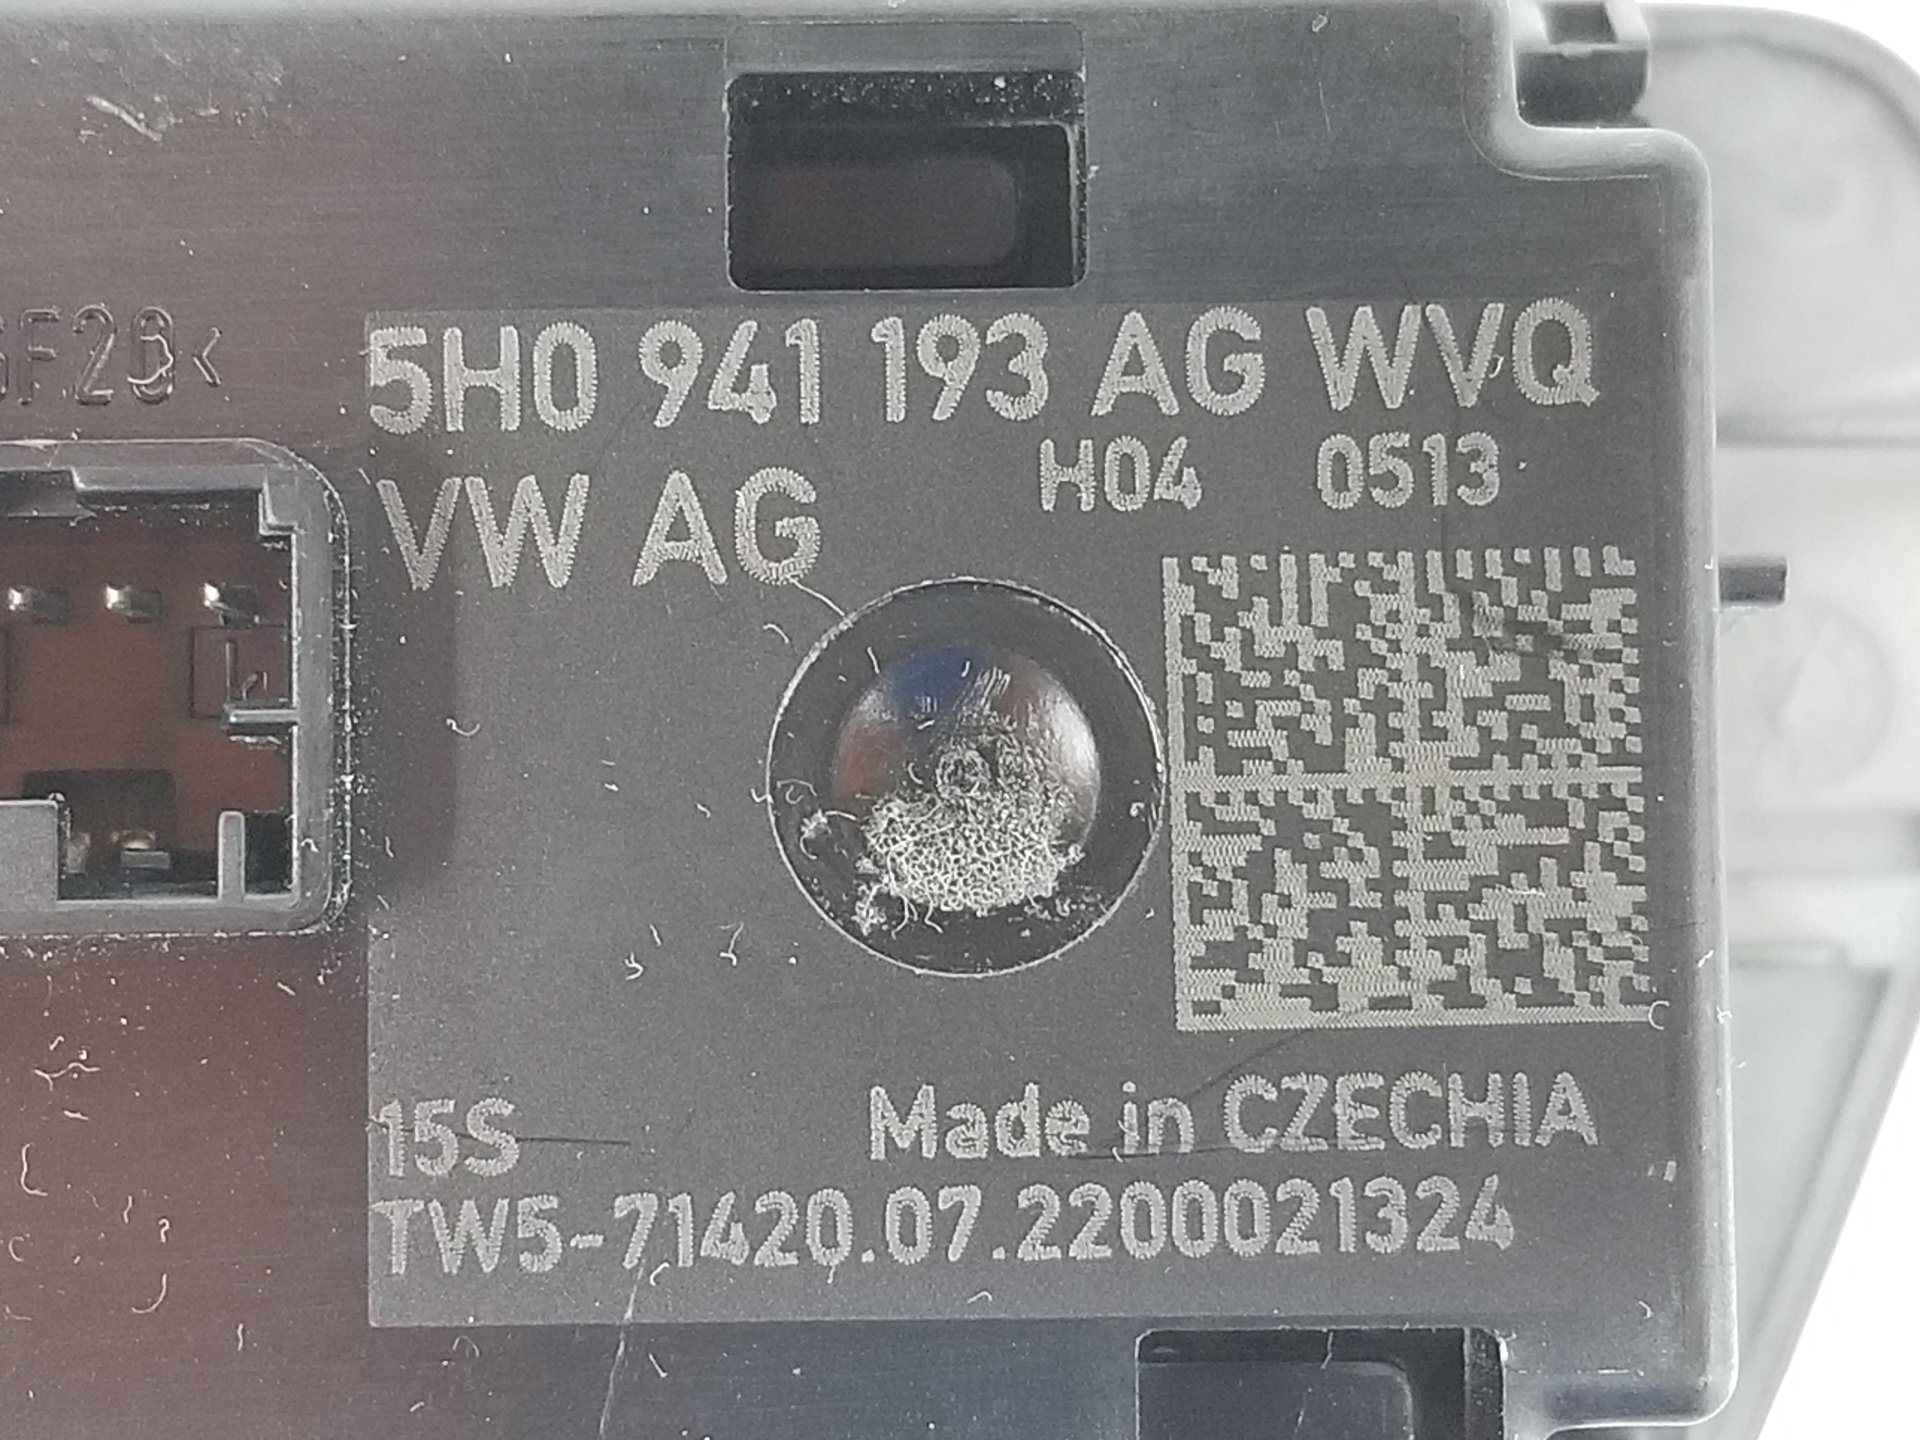 5H0 941 193 AG WVQ
H04 0513
VW AG
15S
Made in CZECHIA
TW5-71420.07.2200021324